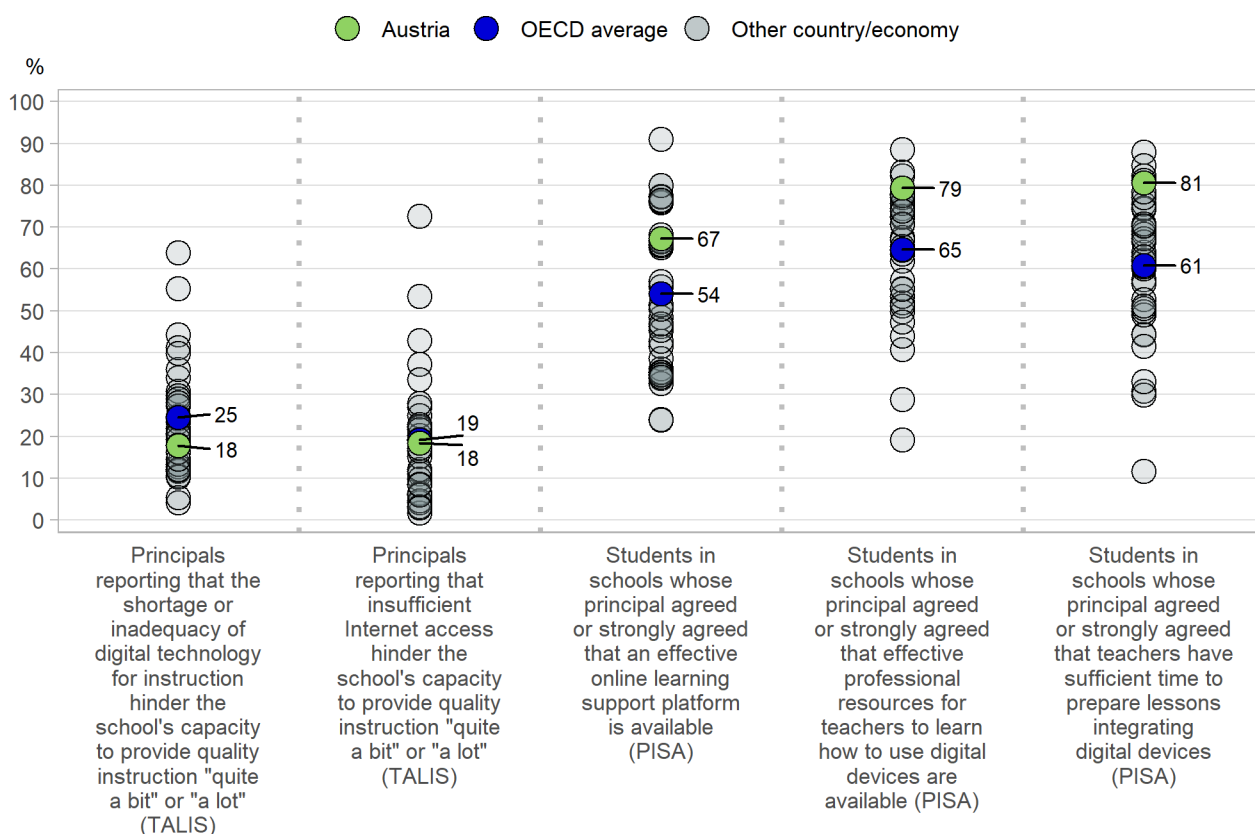 Austria OECD average Other country/economy
%
100
90
80
70
60
50
40
30
20
10
0
25
18
19
18
67
54
79
65
81
61
Principals
reporting that the
shortage or
inadequacy of
digital technology
for instruction
hinder the
school's capacity
to provide quality
instruction "quite
a bit" or "a lot"
(TALIS)
Principals
reporting that
insufficient
Internet access
hinder the
school's capacity
to provide quality
instruction "quite
a bit" or "a lot"
(TALIS)
Students in
schools whose
principal agreed
or strongly agreed
that an effective
online learning
support platform
is available
(PISA)
Students in
schools whose
principal agreed
or strongly agreed
that effective
professional
resources for
teachers to learn
how to use digital
devices are
available (PISA)
Students in
schools whose
principal agreed
or strongly agreed
that teachers have
sufficient time to
prepare lessons
integrating
digital devices
(PISA)